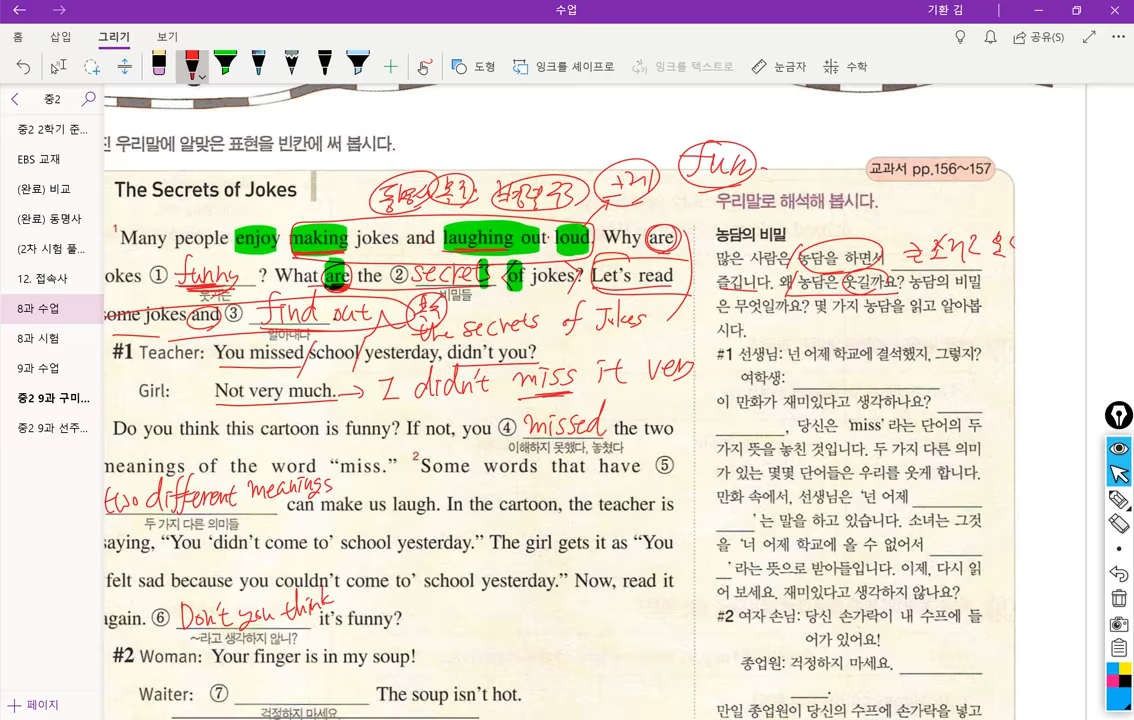 수업
기환 김
홈 삽입 그리기 보기
공유(S)
도형 잉크를 셰이프로 잉크를 텍스트로 눈금자 수학
중2
중2 2학기 준...
EBS 교재
(완료) 비교
(완료) 동명사
(2차 시험 풀...
12. 접속사
8과 수업
8과 시험
9과 수업
중2 9과 구미...
중2 9과 선주...
페이지
우리말에 알맞은 표현을 빈칸에 써 봅시다.
교과서 pp.156~157
fun
The Secrets of Jokes
동명사 목적
1Many people enjoy making jokes and laughing out loud. Why are
okes ① funny ? What are the ② secrets of jokes? Let's read
웃기는
비밀들
some jokes and ③ find out
알아내다
the secrets of Jokes
#1 Teacher: You missed school yesterday, didn't you?
Girl: Not very much. → I didn't miss it very
Do you think this cartoon is funny? If not, you ④ missed the two
이해하지 못했다, 놓쳤다
meanings of the word “miss.” 2Some words that have ⑤
two different meanings can make us laugh. In the cartoon, the teacher is
두 가지 다른 의미들
saying, “You ‘didn't come to’ school yesterday.” The girl gets it as “You
felt sad because you couldn't come to’ school yesterday.” Now, read it
again. ⑥ Don't you think it's funny?
~라고 생각하지 않니?
#2 Woman: Your finger is in my soup!
Waiter: ⑦ The soup isn't hot.
걱정하지 마세요.
우리말로 해석해 봅시다.
농담의 비밀
많은 사람은 농담을 하면서
즐깁니다. 왜 농담은 웃길까요? 농담의 비밀
은 무엇일까요? 몇 가지 농담을 읽고 알아봅
시다.
#1 선생님: 넌 어제 학교에 결석했지, 그렇지?
여학생:
이 만화가 재미있다고 생각하나요?
, 당신은 ‘miss’라는 단어의 두
가지 뜻을 놓친 것입니다. 두 가지 다른 의미
가 있는 몇몇 단어들은 우리를 웃게 합니다.
만화 속에서, 선생님은 ‘넌 어제
’는 말을 하고 있습니다. 소녀는 그것
을 ‘너 어제 학교에 올 수 없어서
’라는 뜻으로 받아들입니다. 이제, 다시 읽
어 보세요. 재미있다고 생각하지 않나요?
#2 여자 손님: 당신 손가락이 내 수프에 들
어가 있어요!
종업원: 걱정하지 마세요.
만일 종업원이 당신의 수프에 손가락을 넣고